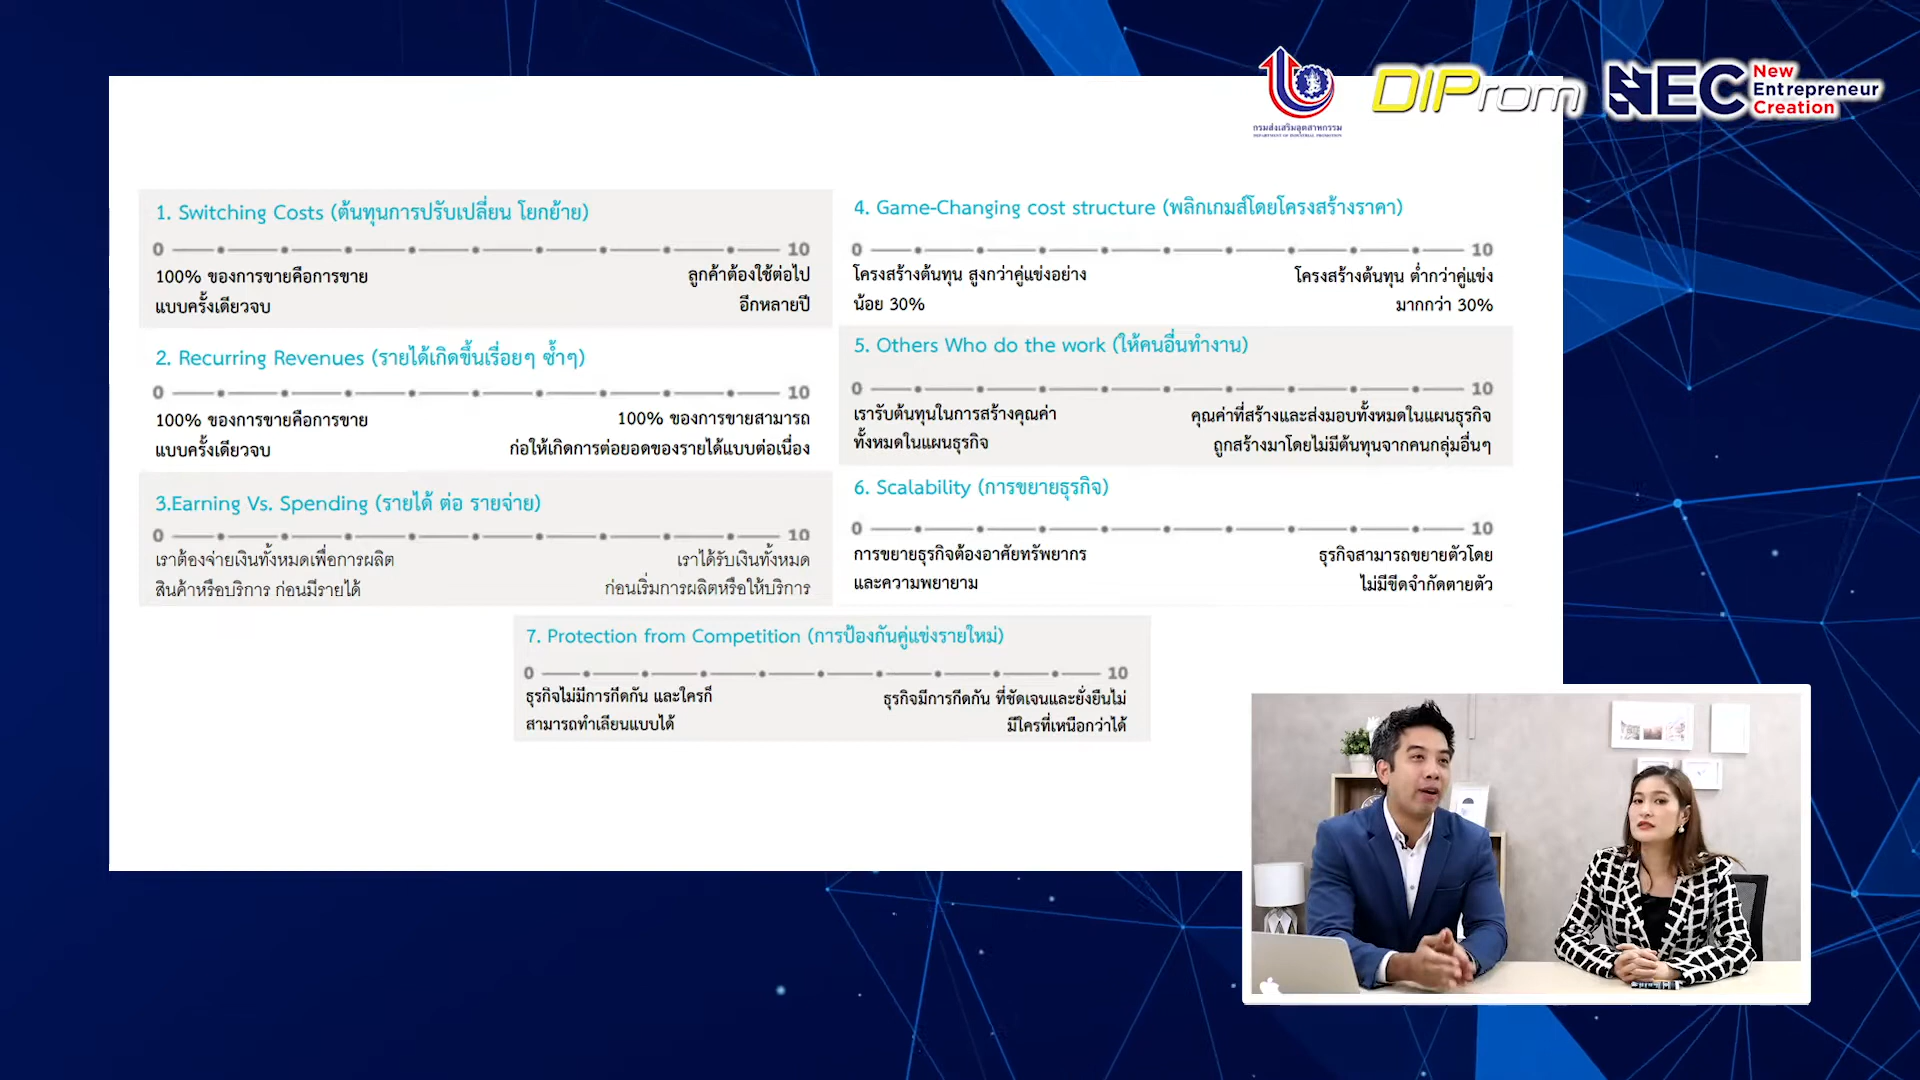 กรมส่งเสริมอุตสาหกรรม
DEPARTMENT OF INDUSTRIAL PROMOTION
DIProm
NEC New
Entrepreneur
Creation
1. Switching Costs (ต้นทุนการปรับเปลี่ยน โยกย้าย)
0 10
100% ของการขายคือการขาย
แบบครั้งเดียวจบ
ลูกค้าต้องใช้ต่อไป
อีกหลายปี
2. Recurring Revenues (รายได้เกิดขึ้นเรื่อยๆ ซ้ำๆ)
0 10
100% ของการขายคือการขาย
แบบครั้งเดียวจบ
100% ของการขายสามารถ
ก่อให้เกิดการต่อยอดของรายได้แบบต่อเนื่อง
3.Earning Vs. Spending (รายได้ ต่อ รายจ่าย)
0 10
เราต้องจ่ายเงินทั้งหมดเพื่อการผลิต
สินค้าหรือบริการ ก่อนมีรายได้
เราได้รับเงินทั้งหมด
ก่อนเริ่มการผลิตหรือให้บริการ
4. Game-Changing cost structure (พลิกเกมส์โดยโครงสร้างราคา)
0 10
โครงสร้างต้นทุน สูงกว่าคู่แข่งอย่าง
น้อย 30%
โครงสร้างต้นทุน ต่ำกว่าคู่แข่ง
มากกว่า 30%
5. Others Who do the work (ให้คนอื่นทำงาน)
0 10
เรารับต้นทุนในการสร้างคุณค่า
ทั้งหมดในแผนธุรกิจ
คุณค่าที่สร้างและส่งมอบทั้งหมดในแผนธุรกิจ
ถูกสร้างมาโดยไม่มีต้นทุนจากคนกลุ่มอื่นๆ
6. Scalability (การขยายธุรกิจ)
0 10
การขยายธุรกิจต้องอาศัยทรัพยากร
และความพยายาม
ธุรกิจสามารถขยายตัวโดย
ไม่มีขีดจำกัดตายตัว
7. Protection from Competition (การป้องกันคู่แข่งรายใหม่)
0 10
ธุรกิจไม่มีการกีดกัน และใครก็
สามารถทำเลียนแบบได้
ธุรกิจมีการกีดกัน ที่ชัดเจนและยั่งยืนไม่
มีใครที่เหนือกว่าได้